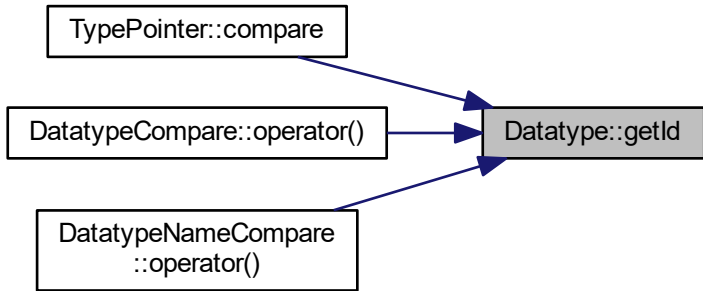 TypePointer::compare
DatatypeCompare::operator()
Datatype::getId
DatatypeNameCompare
::operator()